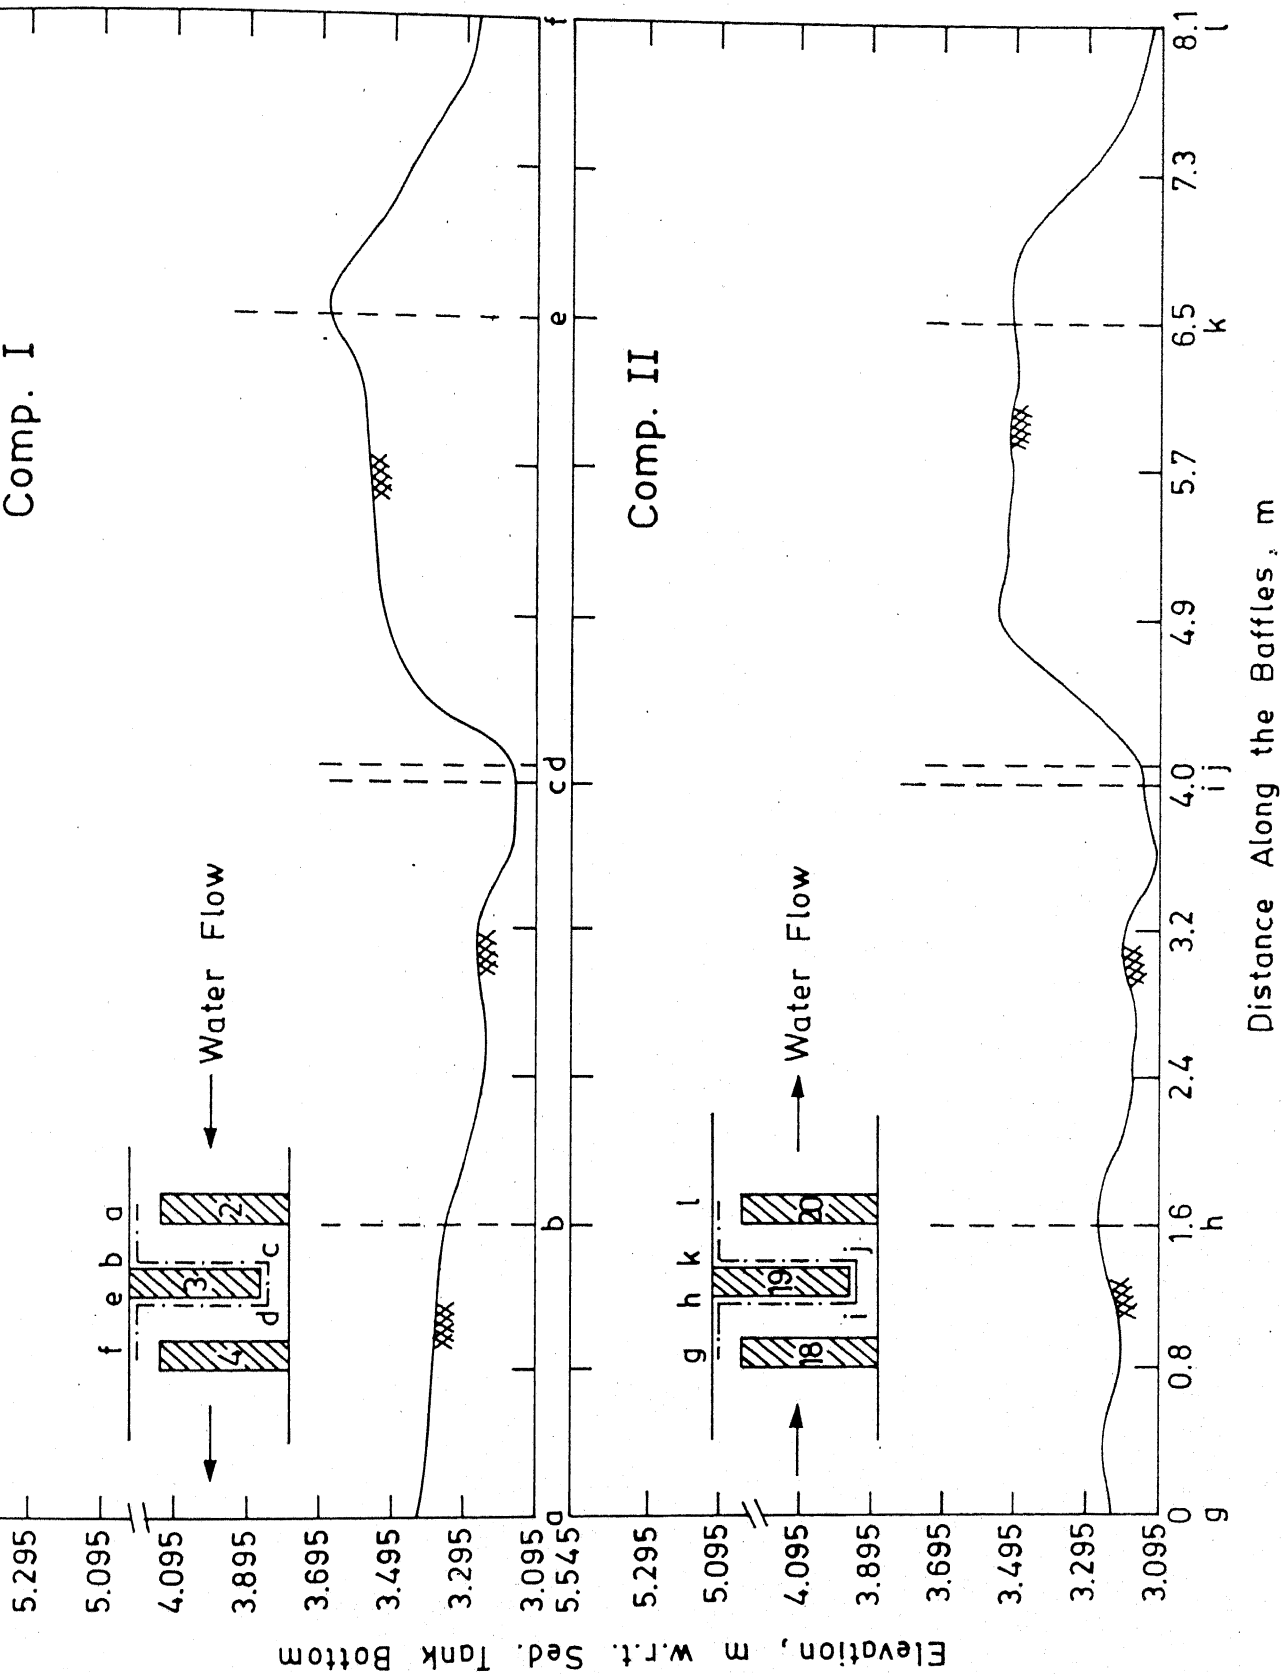 Comp. I
5.295
5.095
4.095
3.895
3.695
3.495
3.295
3.095
a
b
c
d
e
f
a
b
c
d
e
f
2
3
4
Water Flow
Comp. II
5.545
5.295
5.095
4.095
3.895
3.695
3.495
3.295
3.095
g
h
i
j
k
l
18
19
20
Water Flow
0
0.8
1.6
2.4
3.2
4.0
4.9
5.7
6.5
7.3
8.1
g
h
i
j
k
l
Distance Along the Baffles, m
Elevation, m w.r.t. Sed. Tank Bottom